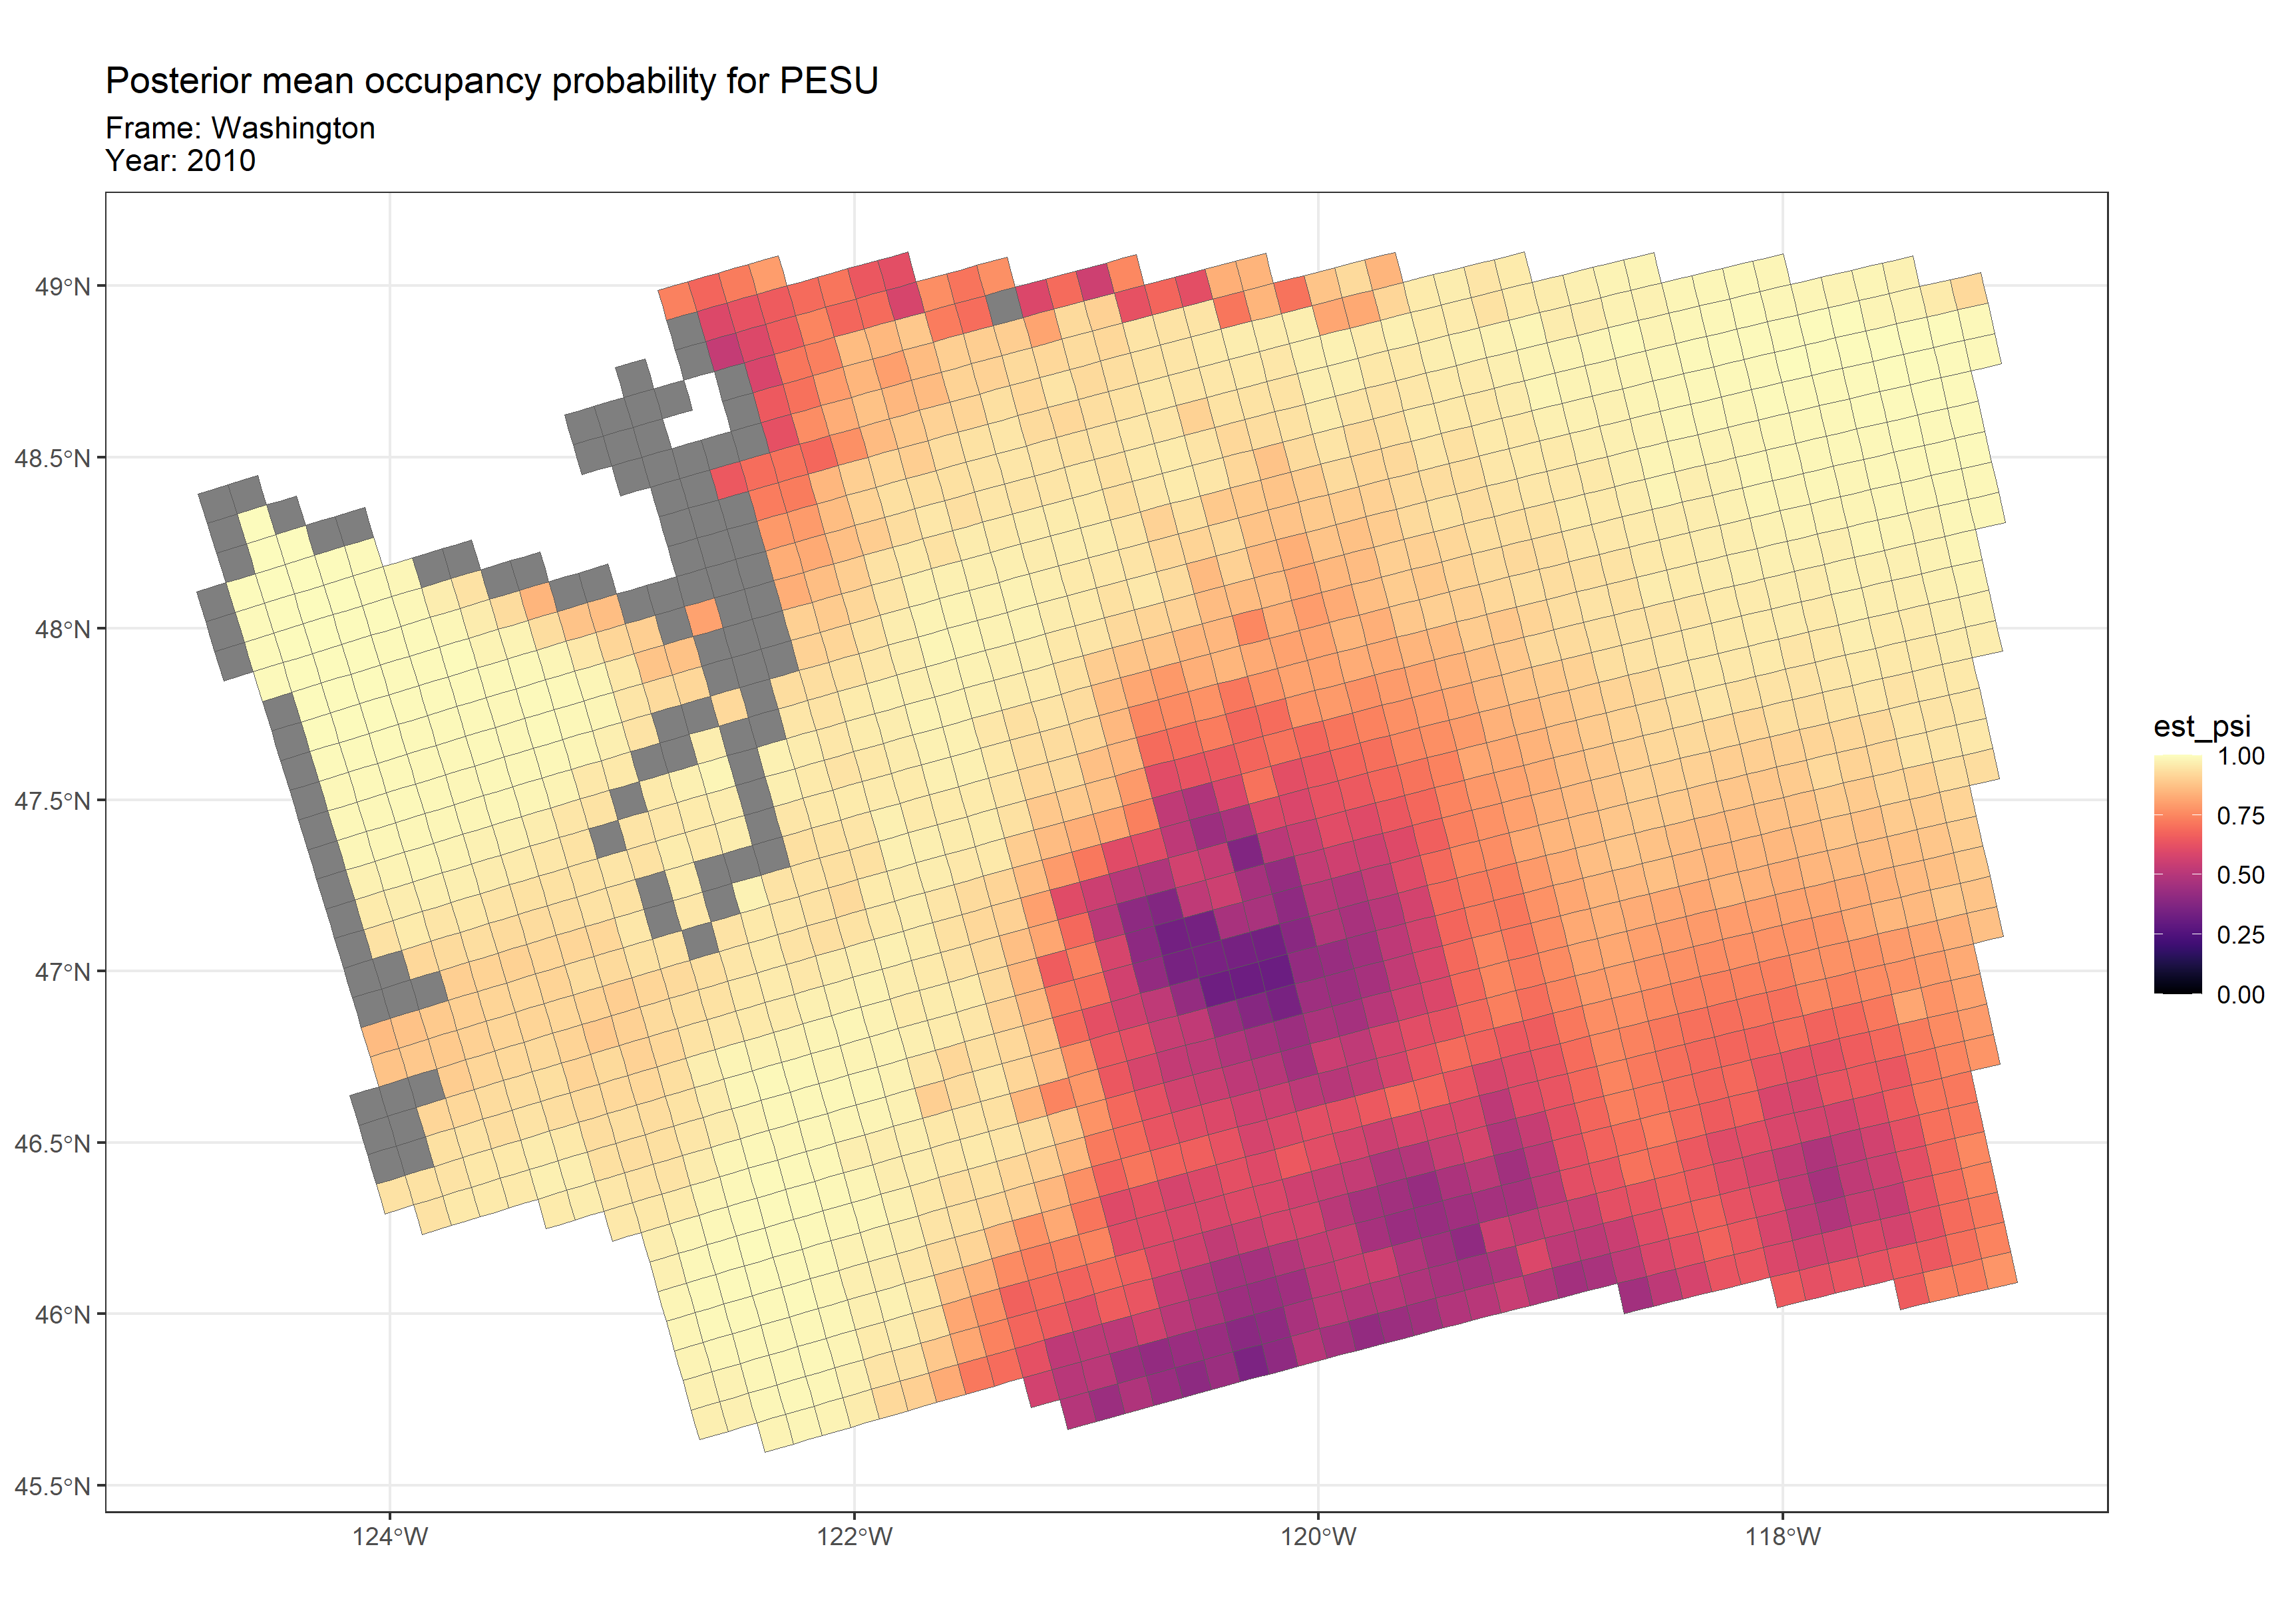 Posterior mean occupancy probability for PESU
Frame: Washington
Year: 2010
49°N
48.5°N
48°N
47.5°N
47°N
46.5°N
46°N
45.5°N
124°W
122°W
120°W
118°W
est_psi
1.00
0.75
0.50
0.25
0.00